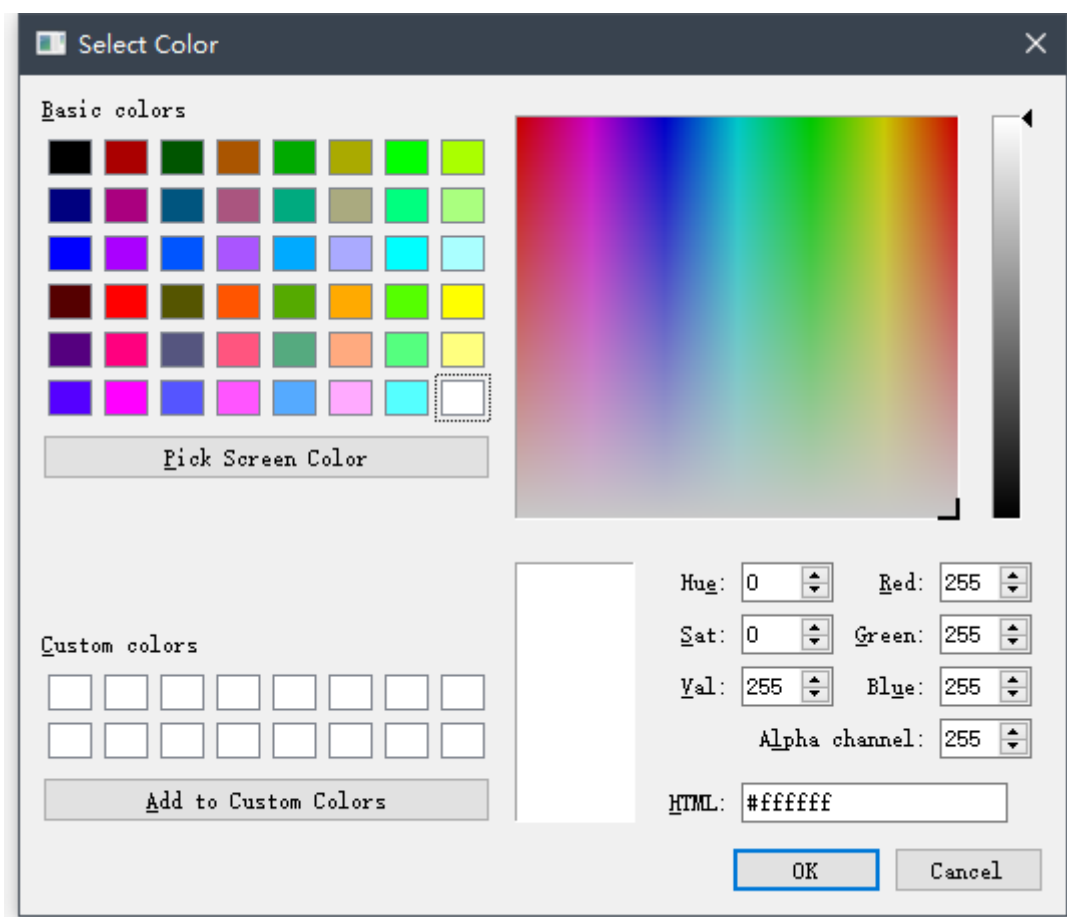 Select Color
Basic colors
Pick Screen Color
Custom colors
Add to Custom Colors
Hue: 0 Red: 255
Sat: 0 Green: 255
Val: 255 Blue: 255
Alpha channel: 255
HTML: #ffffff
OK Cancel